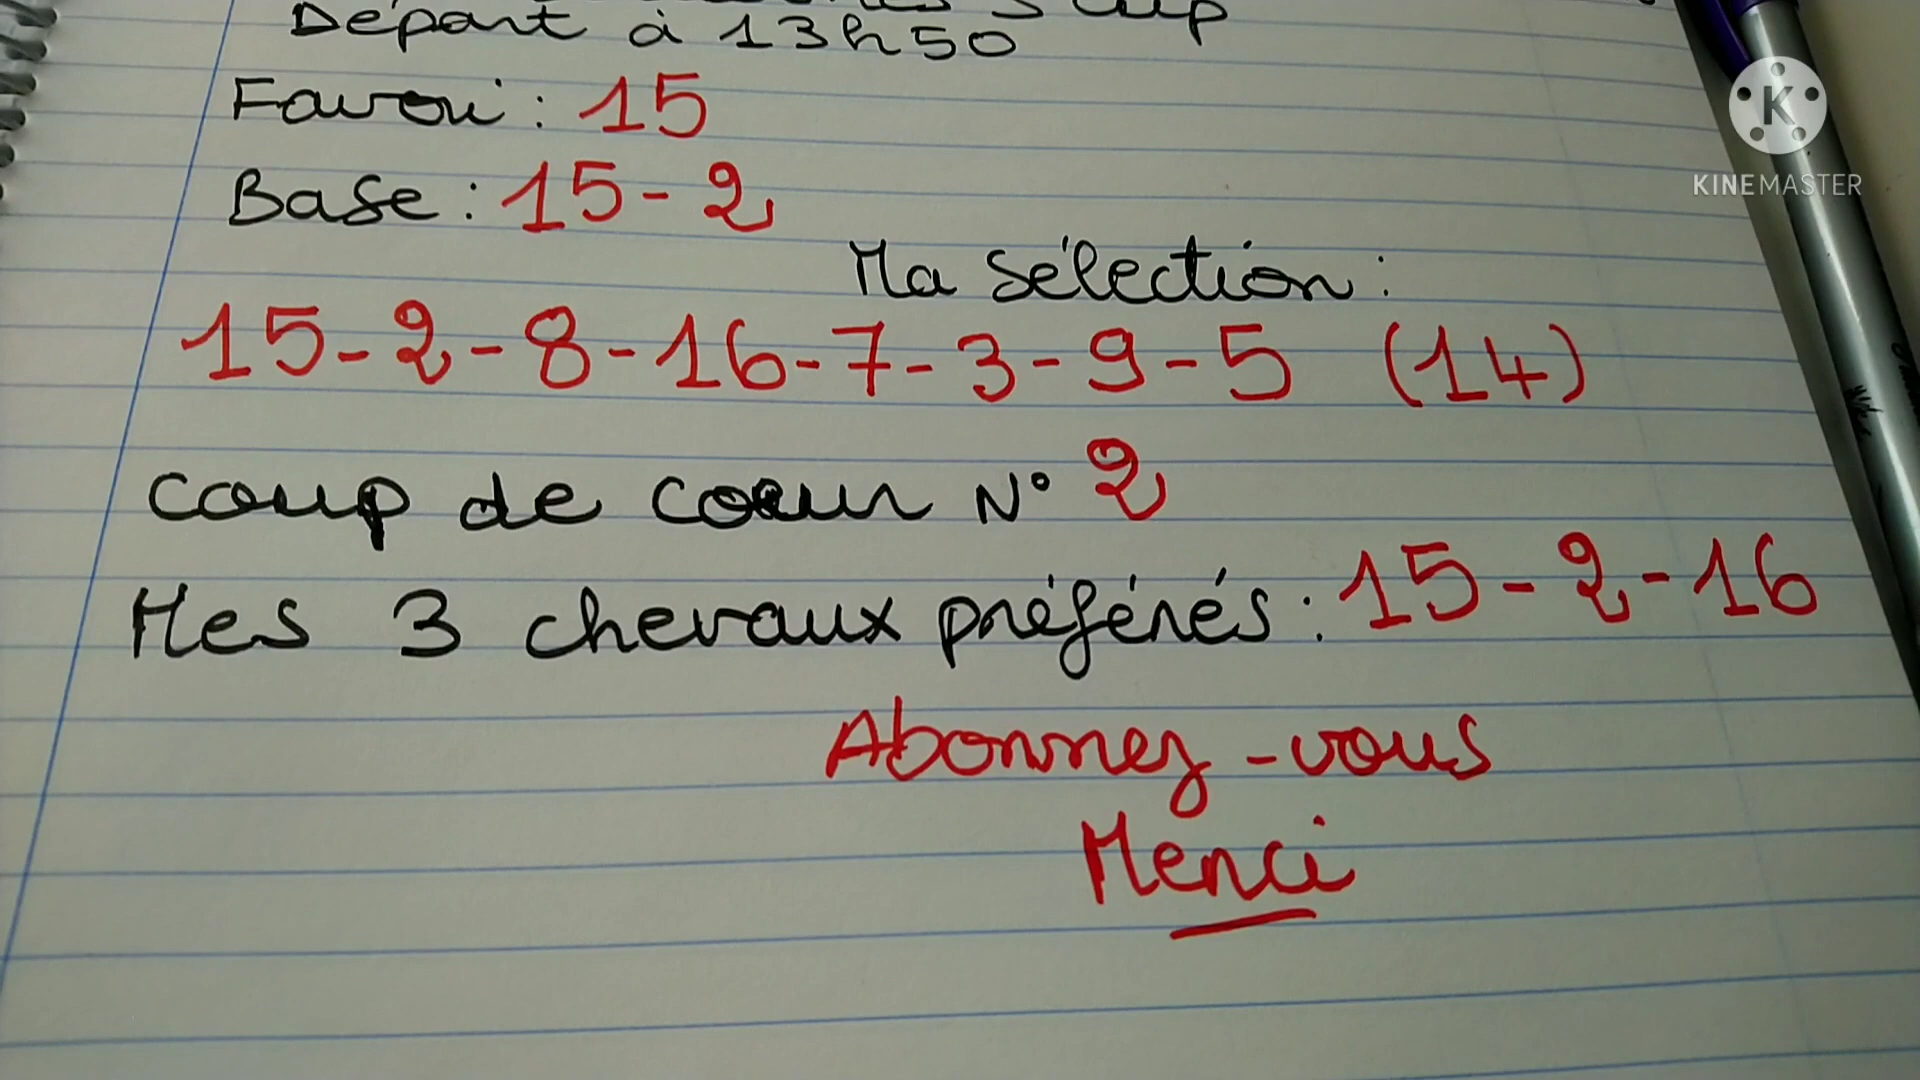 Départ à 13h50
Favori : 15
Base : 15-2
Ma sélection :
15-2-8-16-7-3-9-5 (14)
coup de coeur N° 2
Mes 3 chevaux préférés : 15-2-16
Abonnez-vous
Merci
KINEMASTER